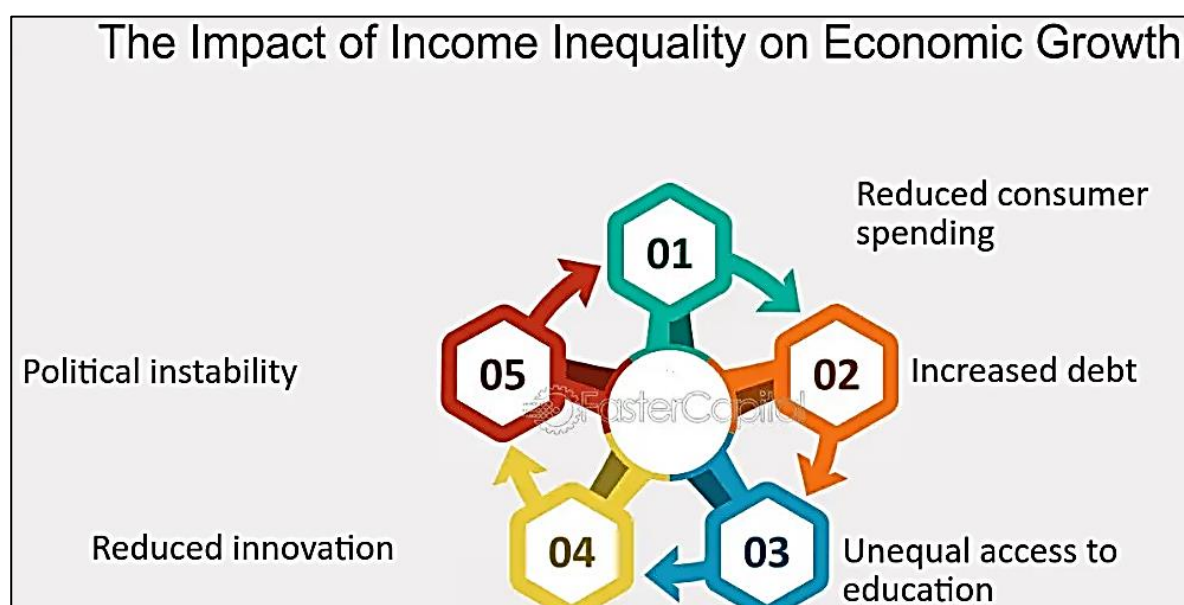 The Impact of Income Inequality on Economic Growth
01
Reduced consumer
spending
02
Increased debt
03
Unequal access to
education
04
Reduced innovation
05
Political instability
FasterCapital